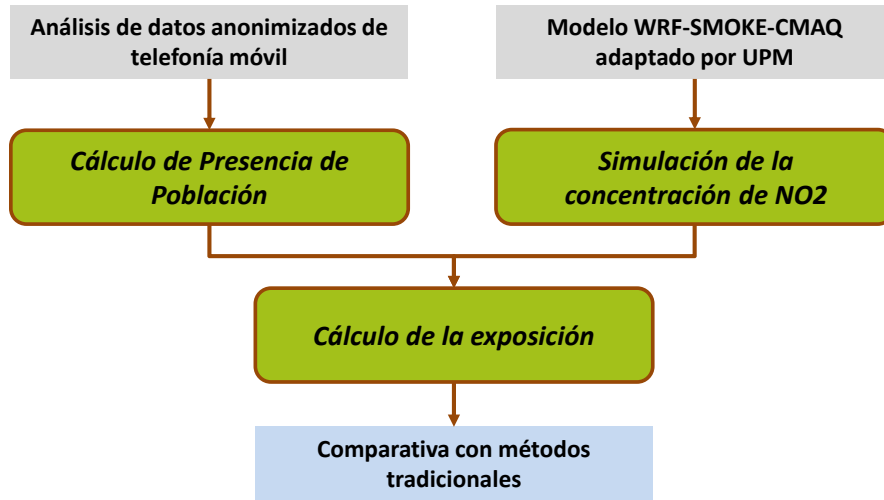 Análisis de datos anonimizados de
telefonía móvil
Modelo WRF-SMOKE-CMAQ
adaptado por UPM
Cálculo de Presencia de
Población
Simulación de la
concentración de NO2
Cálculo de la exposición
Comparativa con métodos
tradicionales